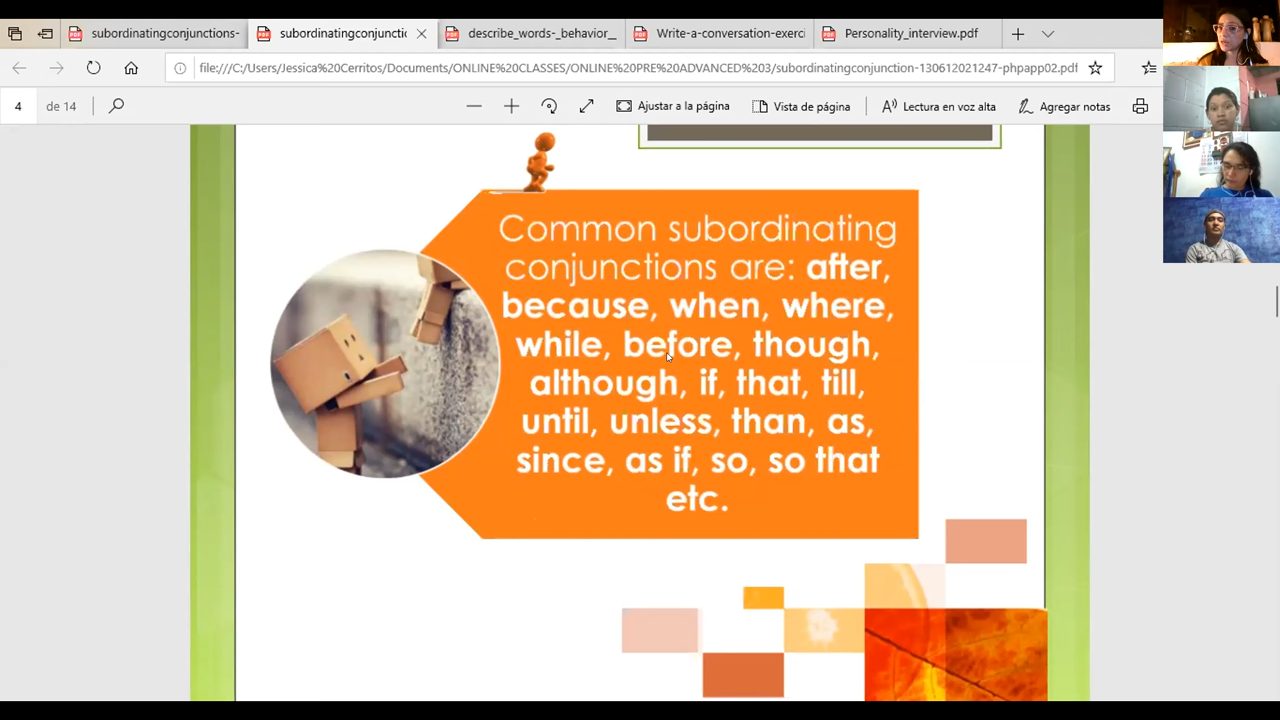 subordinatingconjunctions-
subordinatingconjunctic
describe_words-_behavior_
Write-a-conversation-exerci
Personality_interview.pdf
file:///C:/Users/Jessica%20Cerritos/Documents/ONLINE%20CLASSES/ONLINE%20PRE%20ADVANCED%203/subordinatingconjunction-130612021247-phpapp02.pdf
4 de 14
Ajustar a la página
Vista de página
Lectura en voz alta
Agregar notas
Common subordinating
conjunctions are: after,
because, when, where,
while, before, though,
although, if, that, till,
until, unless, than, as,
since, as if, so, so that
etc.